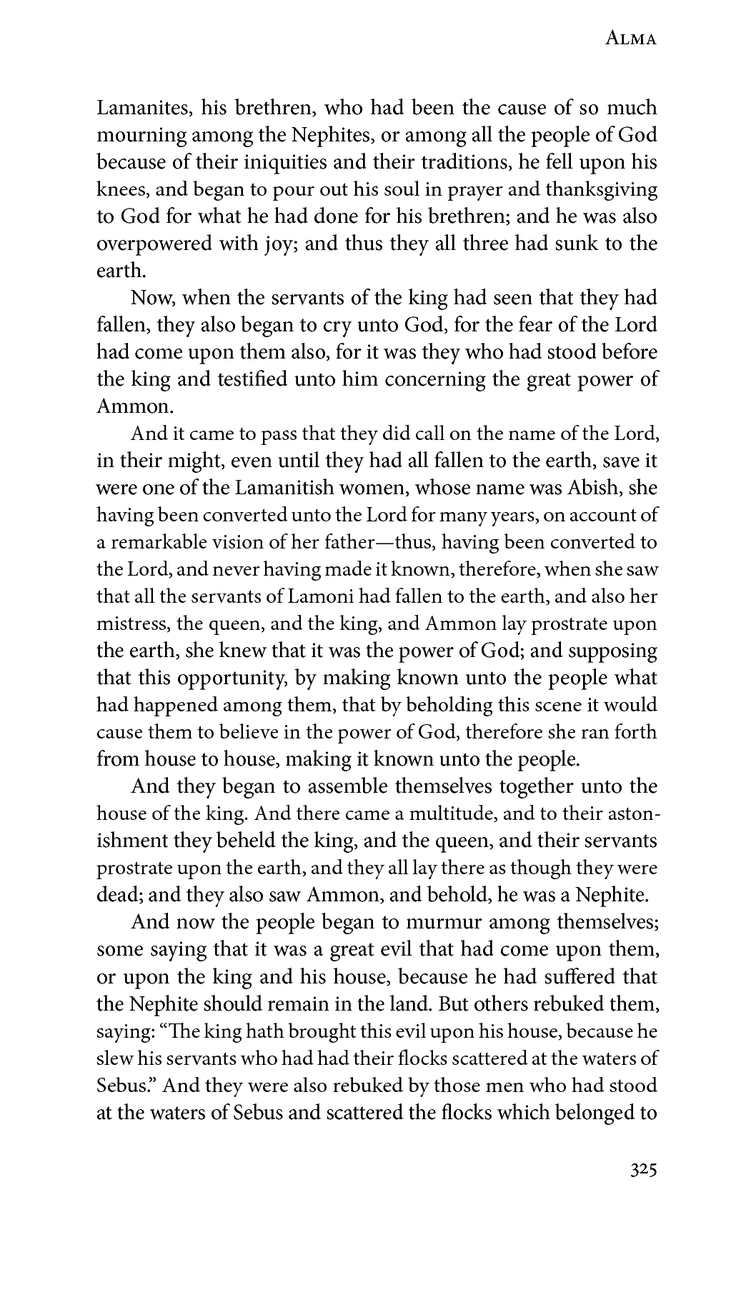 Alma
Lamanites, his brethren, who had been the cause of so much
mourning among the Nephites, or among all the people of God
because of their iniquities and their traditions, he fell upon his
knees, and began to pour out his soul in prayer and thanksgiving
to God for what he had done for his brethren; and he was also
overpowered with joy; and thus they all three had sunk to the
earth.
Now, when the servants of the king had seen that they had
fallen, they also began to cry unto God, for the fear of the Lord
had come upon them also, for it was they who had stood before
the king and testified unto him concerning the great power of
Ammon.
And it came to pass that they did call on the name of the Lord,
in their might, even until they had all fallen to the earth, save it
were one of the Lamanitish women, whose name was Abish, she
having been converted unto the Lord for many years, on account of
a remarkable vision of her father—thus, having been converted to
the Lord, and never having made it known, therefore, when she saw
that all the servants of Lamoni had fallen to the earth, and also her
mistress, the queen, and the king, and Ammon lay prostrate upon
the earth, she knew that it was the power of God; and supposing
that this opportunity, by making known unto the people what
had happened among them, that by beholding this scene it would
cause them to believe in the power of God, therefore she ran forth
from house to house, making it known unto the people.
And they began to assemble themselves together unto the
house of the king. And there came a multitude, and to their aston-
ishment they beheld the king, and the queen, and their servants
prostrate upon the earth, and they all lay there as though they were
dead; and they also saw Ammon, and behold, he was a Nephite.
And now the people began to murmur among themselves;
some saying that it was a great evil that had come upon them,
or upon the king and his house, because he had suffered that
the Nephite should remain in the land. But others rebuked them,
saying: “The king hath brought this evil upon his house, because he
slew his servants who had had their flocks scattered at the waters of
Sebus.” And they were also rebuked by those men who had stood
at the waters of Sebus and scattered the flocks which belonged to
325